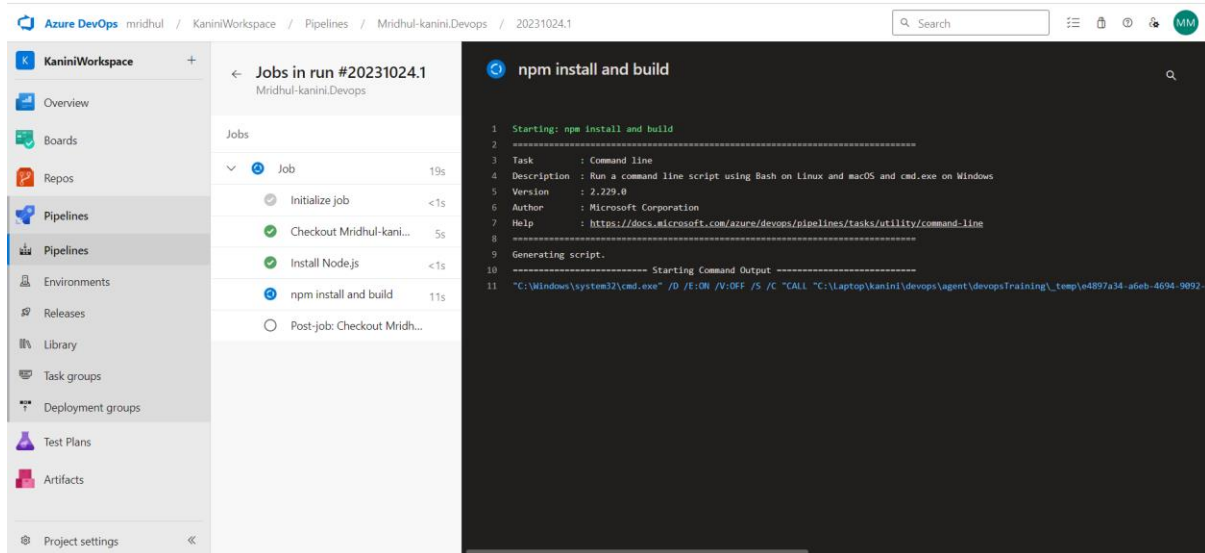 Azure DevOps mridhul / KaniniWorkspace / Pipelines / Mridhul-kanini.Devops / 20231024.1
Search
MM
K KaniniWorkspace +
Overview
Boards
Repos
Pipelines
Pipelines
Environments
Releases
Library
Task groups
Deployment groups
Test Plans
Artifacts
Project settings
← Jobs in run #20231024.1
Mridhul-kanini.Devops
Jobs
Job 19s
Initialize job <1s
Checkout Mridhul-kani... 5s
Install Node.js <1s
npm install and build 11s
Post-job: Checkout Mridh...
npm install and build
1 Starting: npm install and build
2 ==============================================================================
3 Task : Command line
4 Description : Run a command line script using Bash on Linux and macOS and cmd.exe on Windows
5 Version : 2.229.0
6 Author : Microsoft Corporation
7 Help : https://docs.microsoft.com/azure/devops/pipelines/tasks/utility/command-line
8 ==============================================================================
9 Generating script.
10 ========================== Starting Command Output ===========================
11 "C:\Windows\system32\cmd.exe" /D /E:ON /V:OFF /S /C "CALL "C:\Laptop\kanini\devops\agent\devopsTraining\_temp\e4897a34-a6eb-4694-9092-